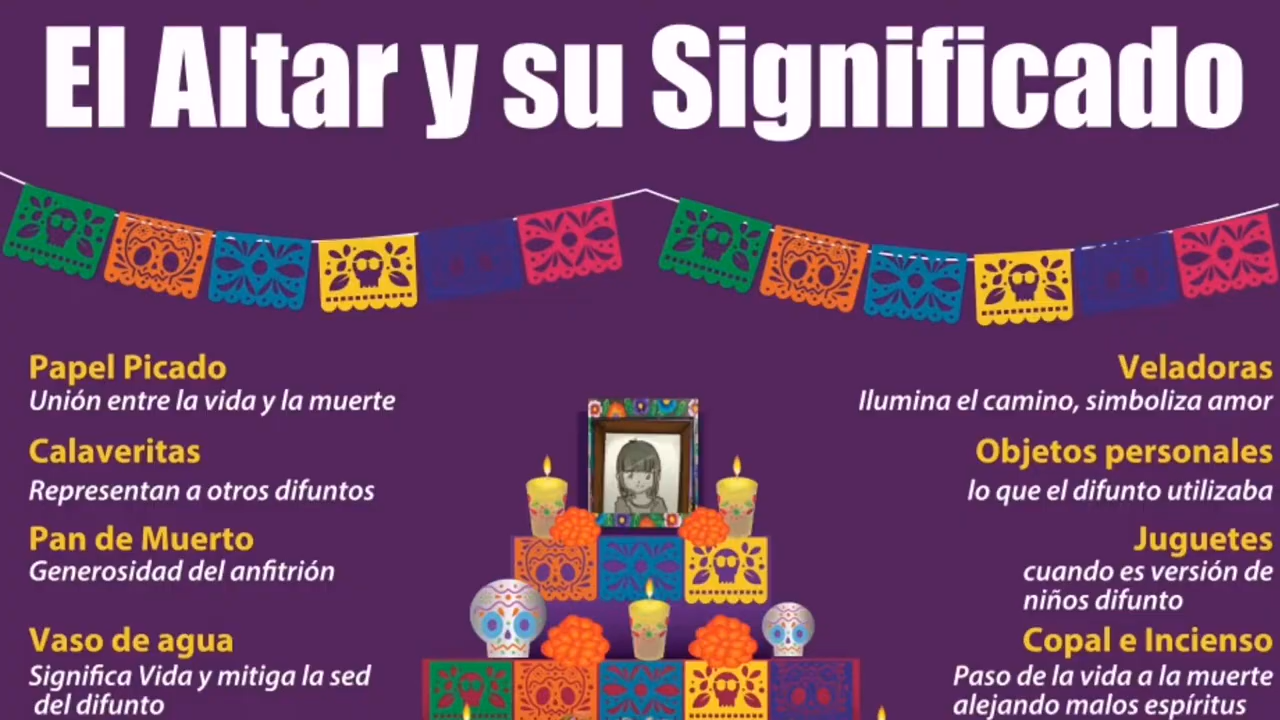 El Altar y su Significado
Papel Picado
Unión entre la vida y la muerte
Calaveritas
Representan a otros difuntos
Pan de Muerto
Generosidad del anfitrión
Vaso de agua
Significa Vida y mitiga la sed
del difunto
Veladoras
Ilumina el camino, simboliza amor
Objetos personales
lo que el difunto utilizaba
Juguetes
cuando es versión de
niños difunto
Copal e Incienso
Paso de la vida a la muerte
alejando malos espíritus